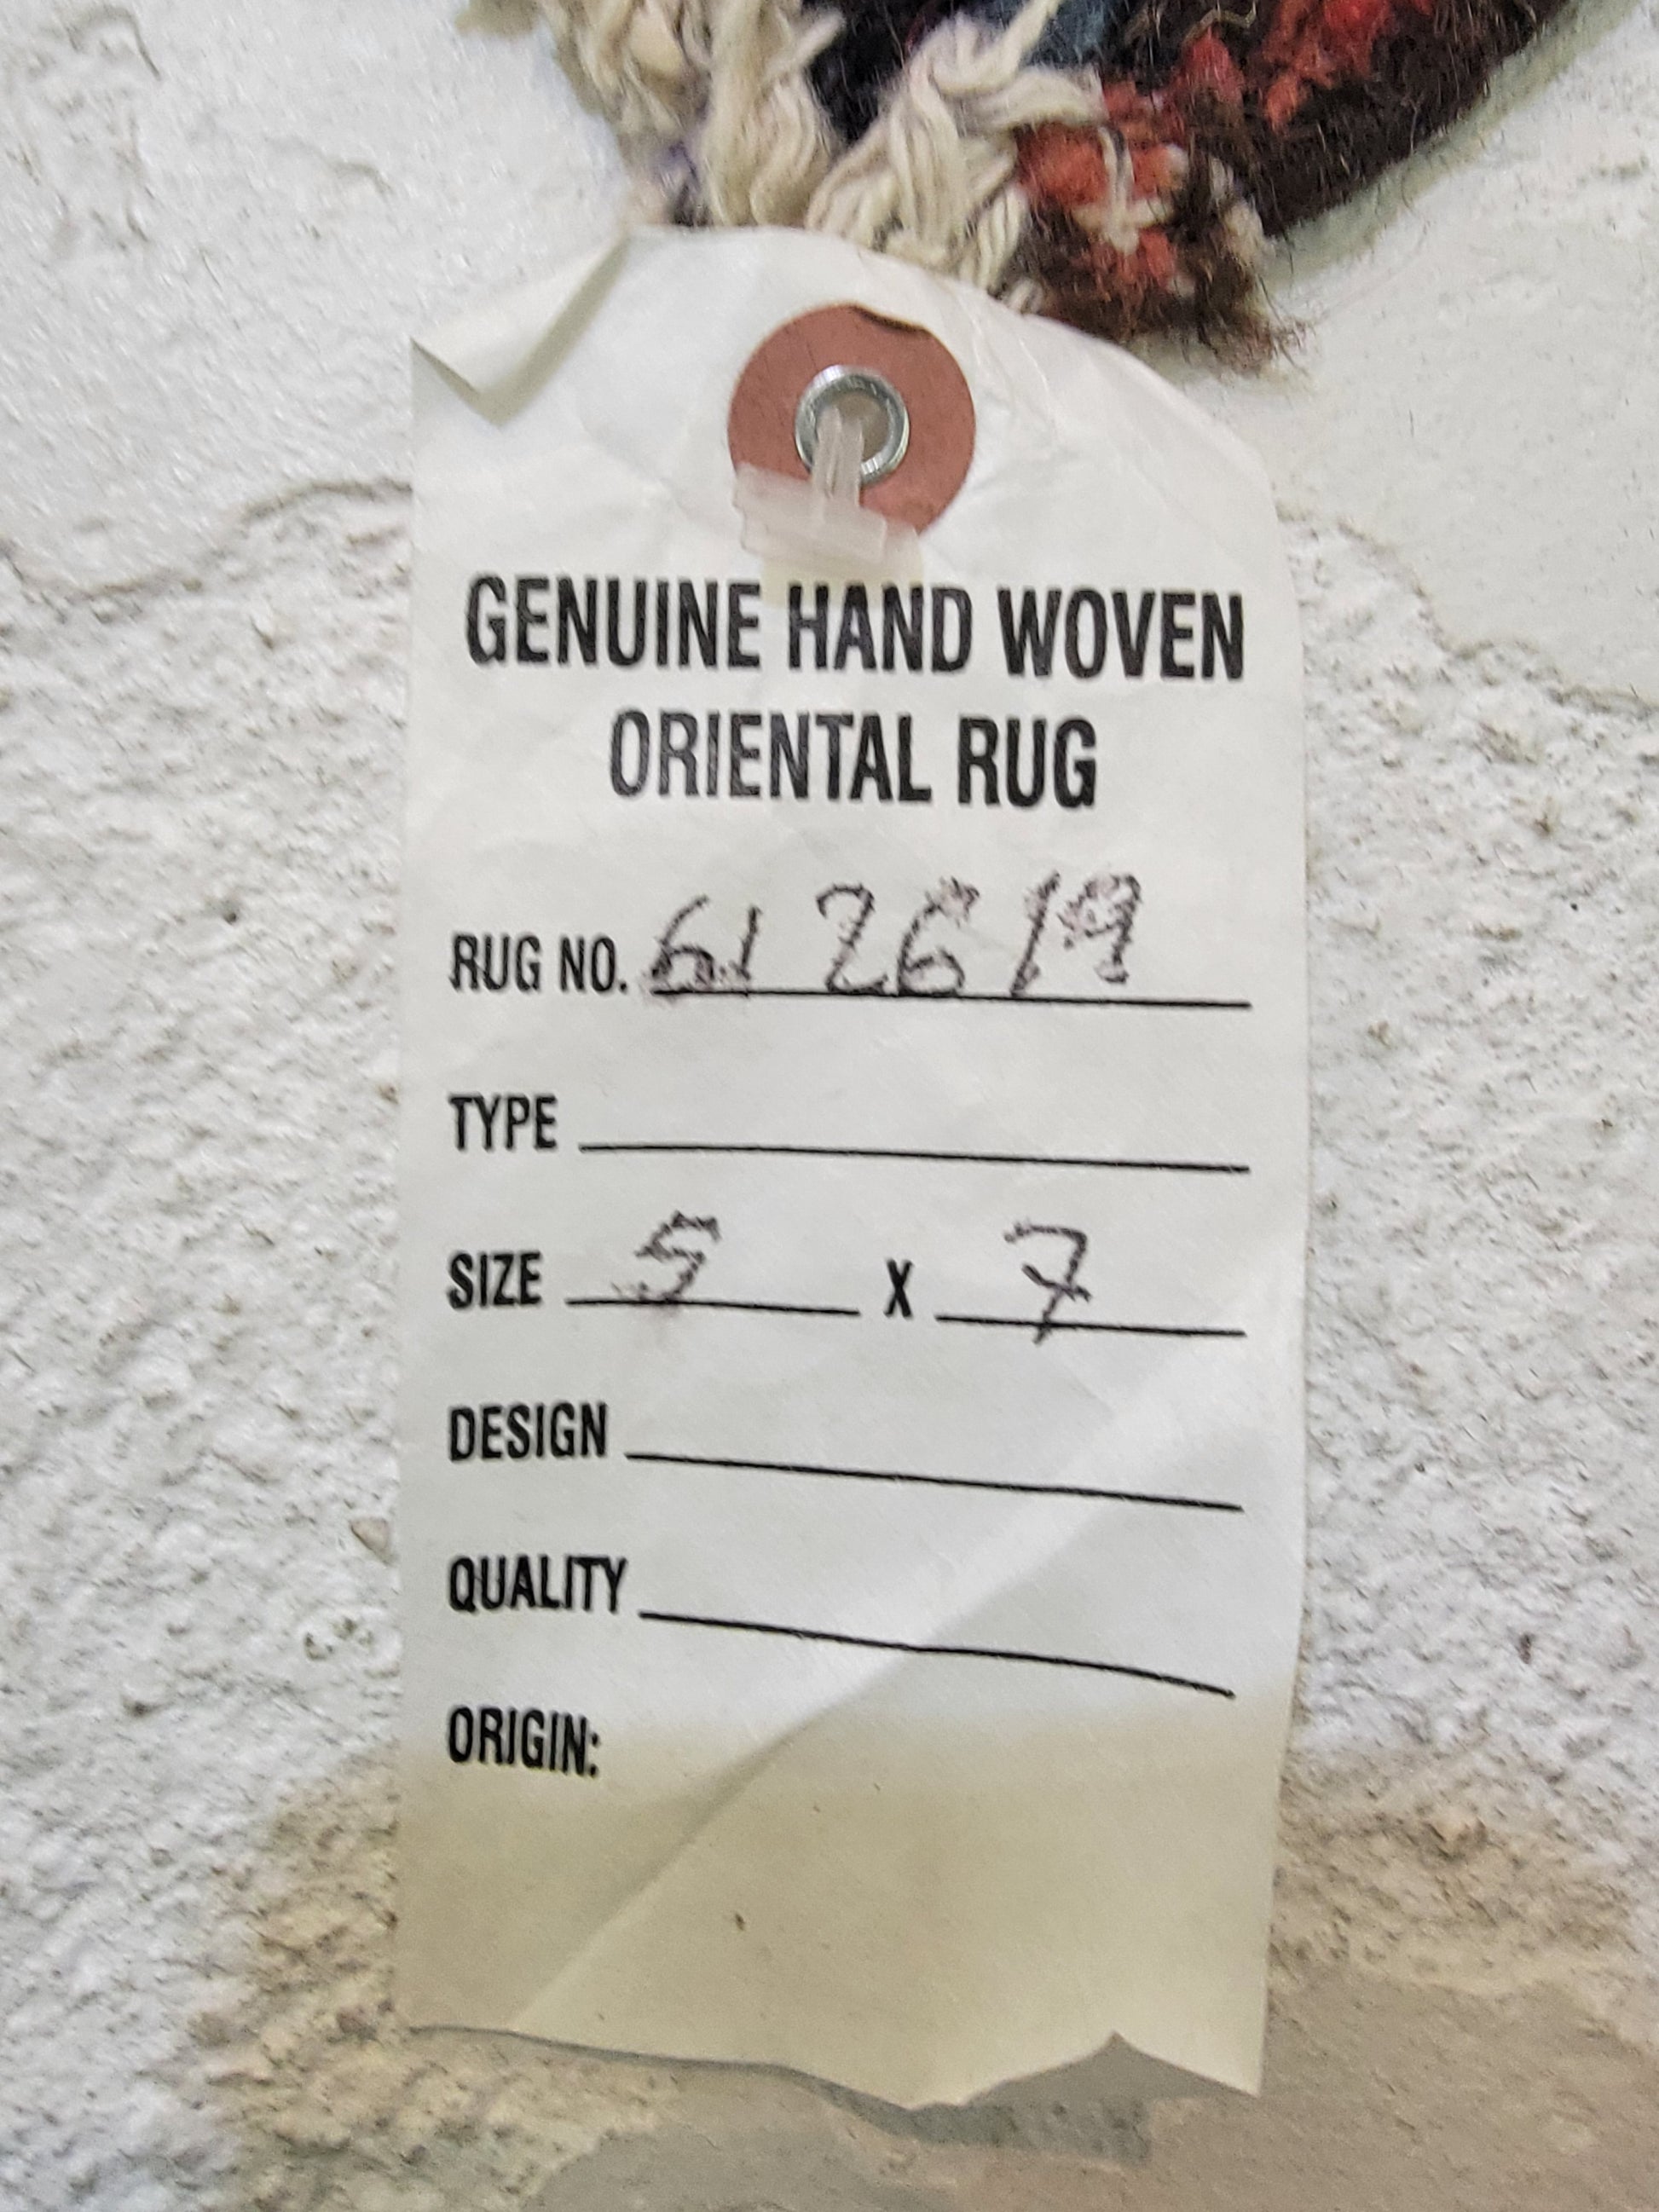 GENUINE HAND WOVEN
ORIENTAL RUG
RUG NO. 612619
TYPE
SIZE 5 X 7
DESIGN
QUALITY
ORIGIN: